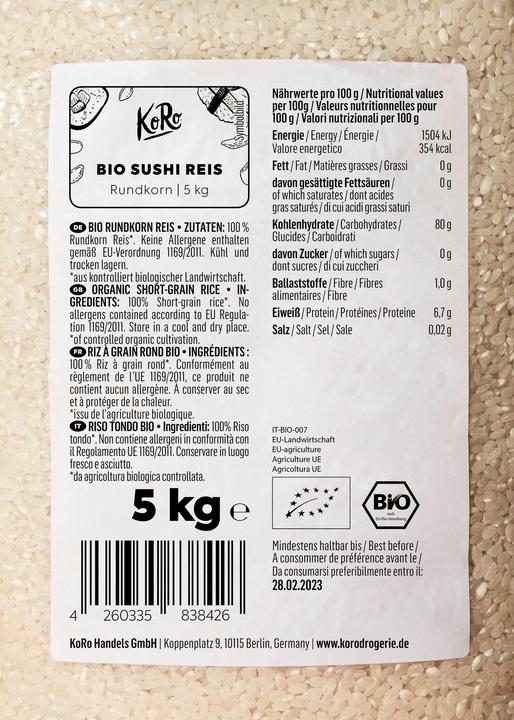 KoRo
Symbolbild
BIO SUSHI REIS
Rundkorn | 5 kg
DE BIO RUNDKORN REIS • ZUTATEN: 100 %
Rundkorn Reis*. Keine Allergene enthalten
gemäß EU-Verordnung 1169/2011. Kühl und
trocken lagern.
*aus kontrolliert biologischer Landwirtschaft.
GB ORGANIC SHORT-GRAIN RICE • IN-
GREDIENTS: 100% Short-grain rice*. No
allergens contained according to EU Regula-
tion 1169/2011. Store in a cool and dry place.
*of controlled organic cultivation.
FR RIZ À GRAIN ROND BIO • INGRÉDIENTS :
100 % Riz à grain rond*. Conformément au
règlement de l'UE 1169/2011, ce produit ne
contient aucun allergène. À conserver au sec
et à protéger de la chaleur.
*issu de l'agriculture biologique.
IT RISO TONDO BIO • Ingredienti: 100% Riso
tondo*. Non contiene allergeni in conformità con
il Regolamento UE 1169/2011. Conservare in luogo
fresco e asciutto.
*da agricoltura biologica controllata.
5 kg e
4 260335 838426
Nährwerte pro 100 g / Nutritional values
per 100g / Valeurs nutritionnelles pour
100 g / Valori nutrizionali per 100 g
Energie / Energy / Énergie / 1504 kJ
Valore energetico 354 kcal
Fett / Fat / Matières grasses / Grassi 0 g
davon gesättigte Fettsäuren / 0 g
of which saturates / dont acides
gras saturés / di cui acidi grassi saturi
Kohlenhydrate / Carbohydrates / 80 g
Glucides / Carboidrati
davon Zucker / of which sugars / 0 g
dont sucres / di cui zuccheri
Ballaststoffe / Fibre / Fibres 1,0 g
alimentaires / Fibre
Eiweiß / Protein / Protéines / Proteine 6,7 g
Salz / Salt / Sel / Sale 0,02 g
IT-BIO-007
EU-Landwirtschaft
EU-agriculture
Agriculture UE
Agricoltura UE
Bio
nach
EG-Öko-Verordnung
Mindestens haltbar bis / Best before /
A consommer de préférence avant le /
Da consumarsi preferibilmente entro il:
28.02.2023
KoRo Handels GmbH | Koppenplatz 9, 10115 Berlin, Germany | www.korodrogerie.de